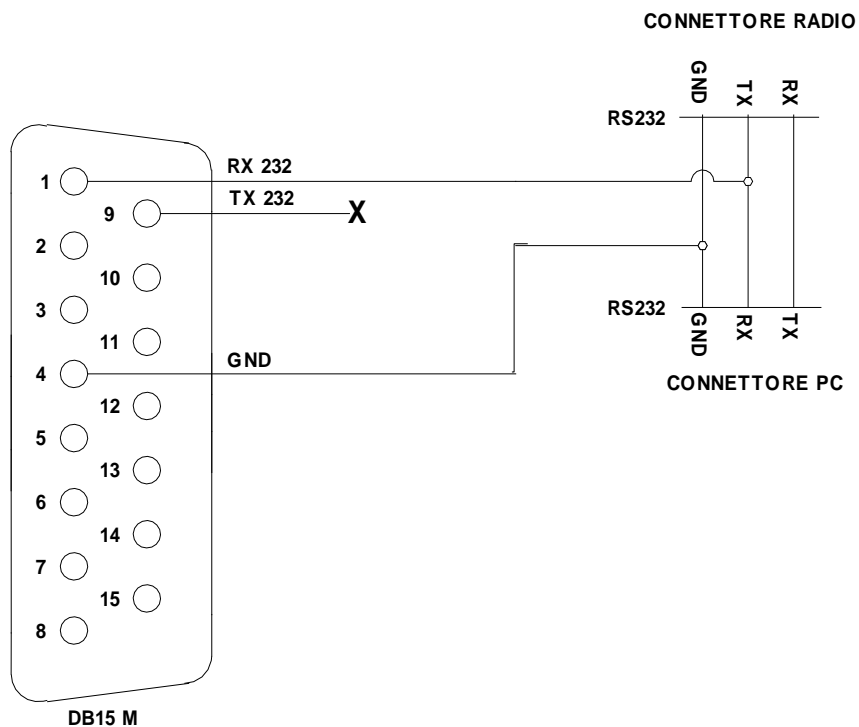 CONNETTORE RADIO
GND TX RX
RS232
1 RX 232
9 TX 232 X
2
10
3
RS232
11
GND RX TX
4 GND
CONNETTORE PC
12
5
13
6
14
7
15
8
DB15 M